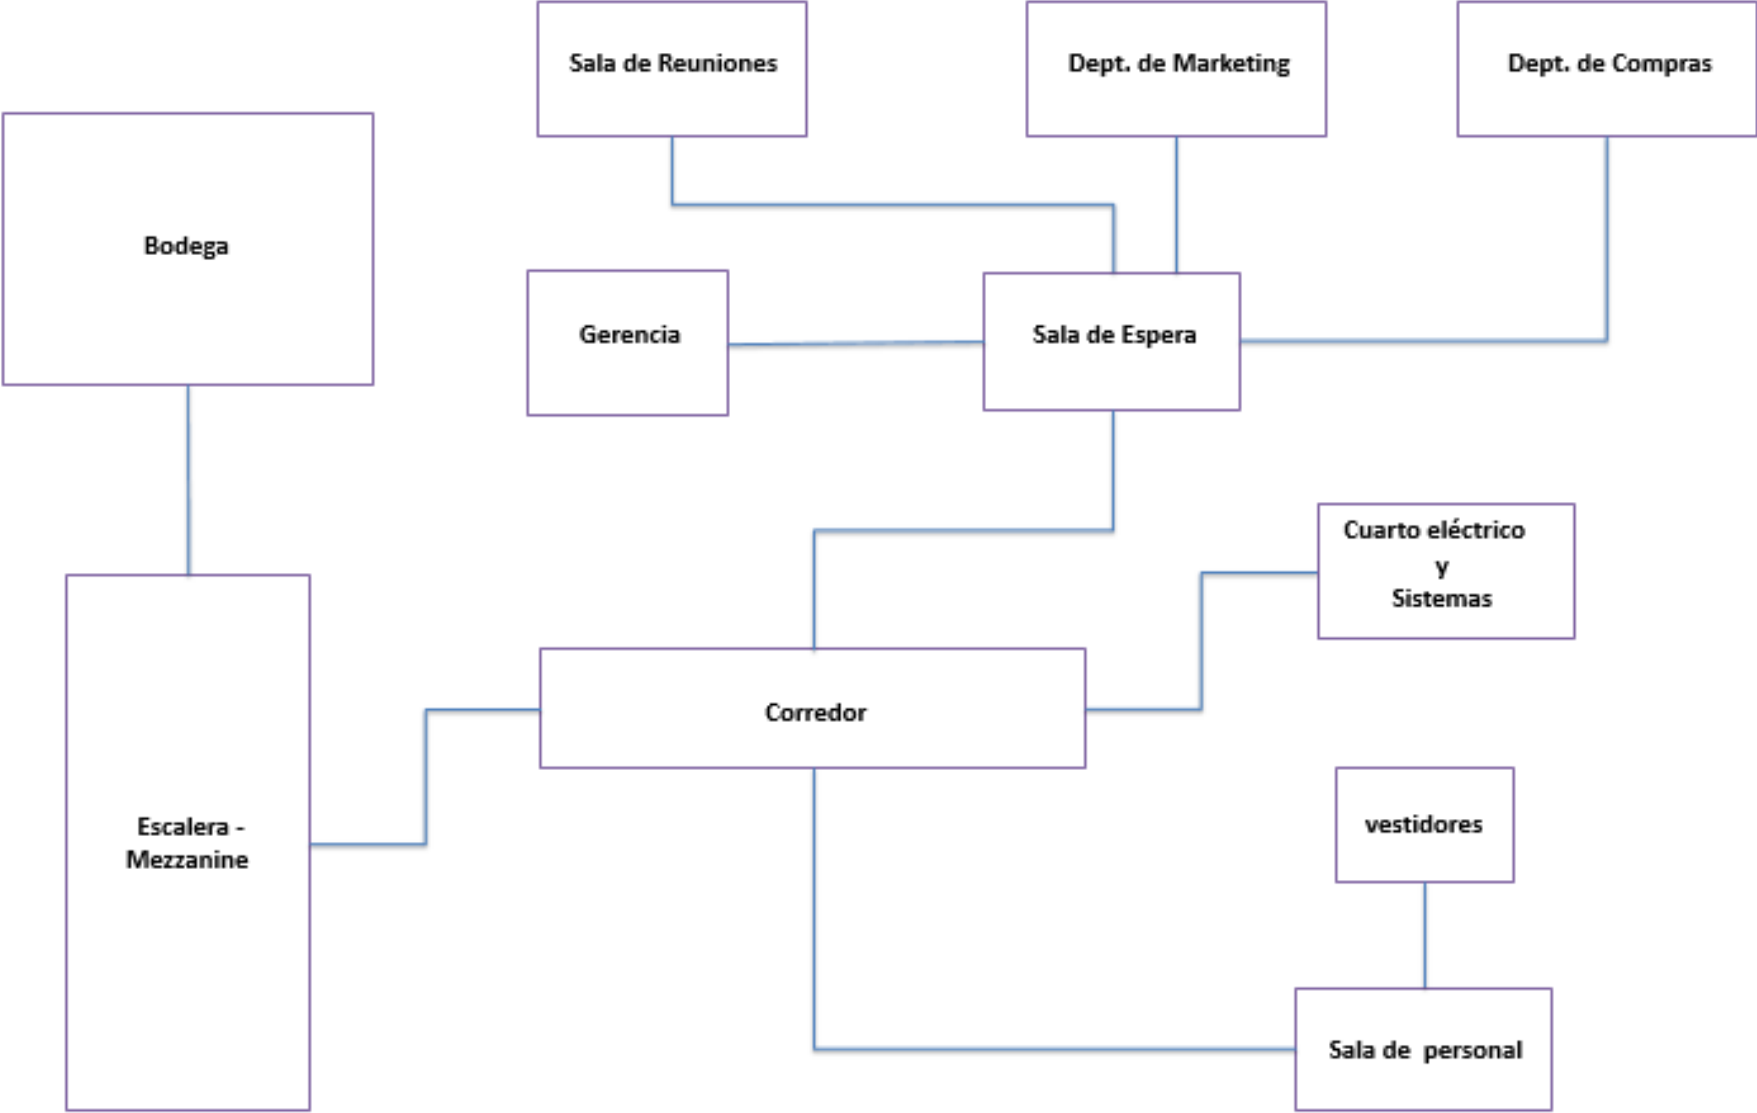 Sala de Reuniones
Dept. de Marketing
Dept. de Compras
Bodega
Gerencia
Sala de Espera
Cuarto eléctrico
y
Sistemas
Corredor
Escalera -
Mezzanine
vestidores
Sala de personal